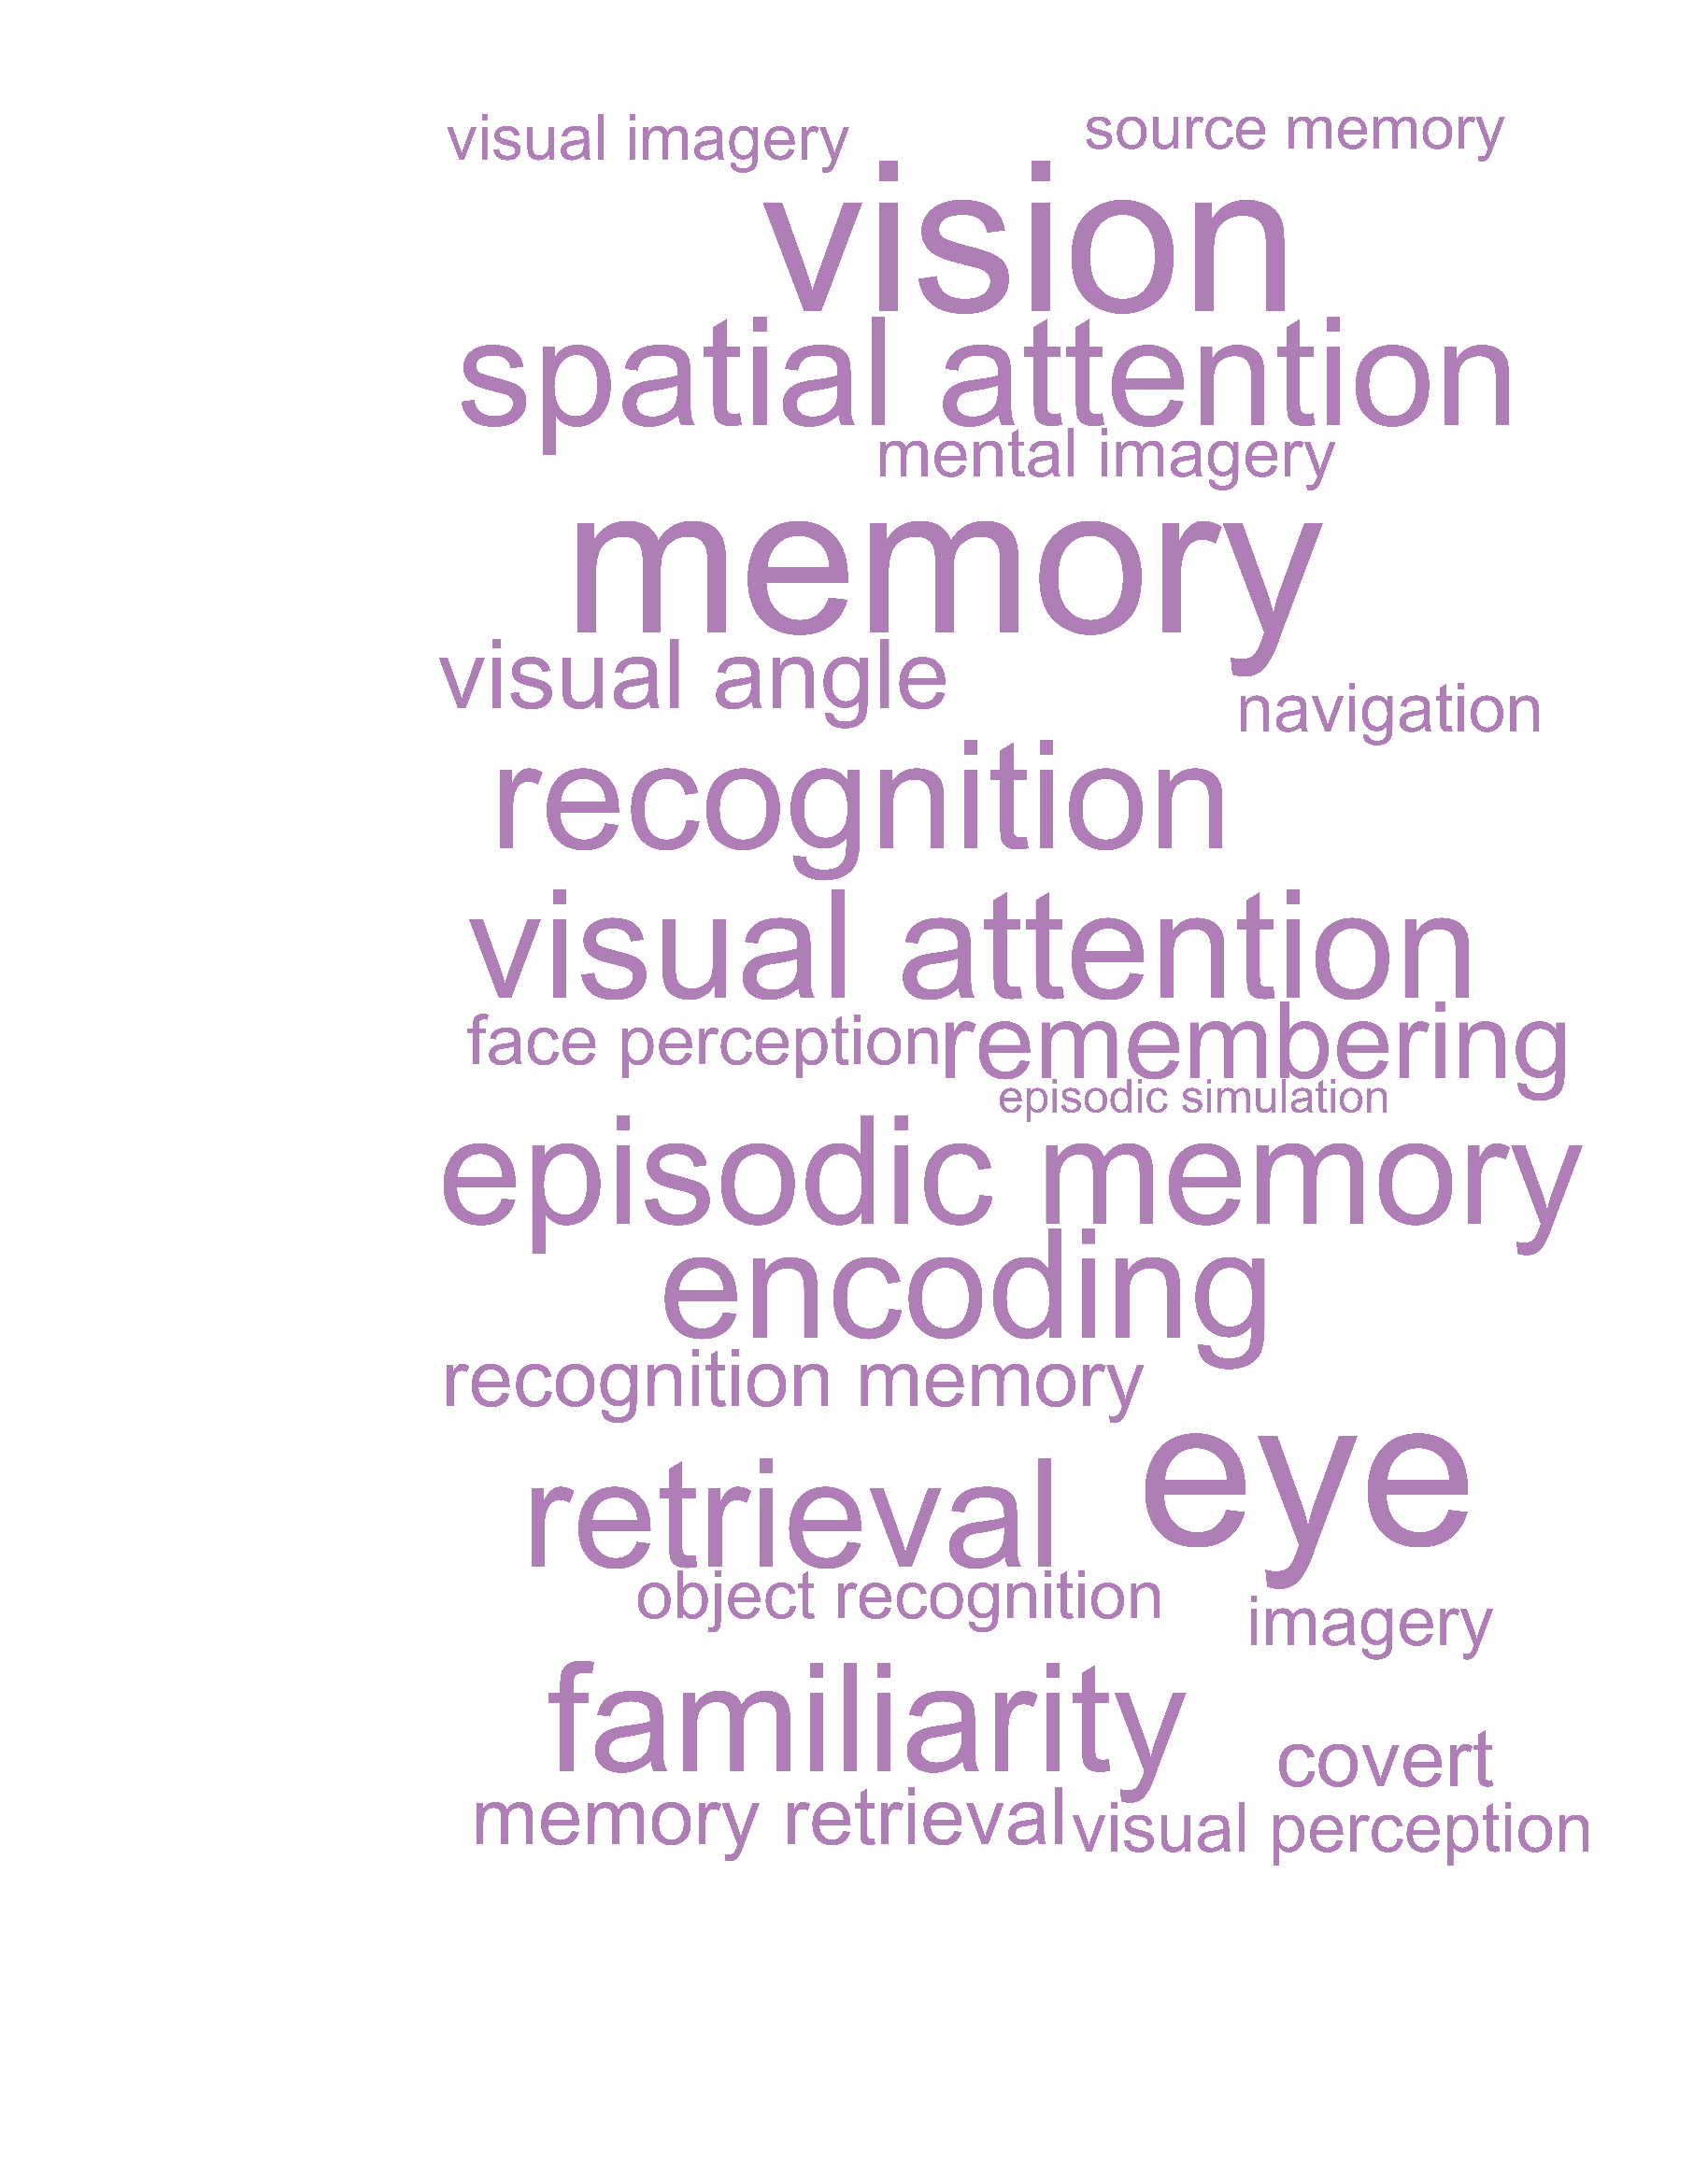 visual imagery
source memory
vision
spatial attention
mental imagery
memory
visual angle
navigation
recognition
visual attention
face perception
remembering
episodic simulation
episodic memory
encoding
recognition memory
eye
retrieval
object recognition
imagery
familiarity
covert
memory retrieval
visual perception